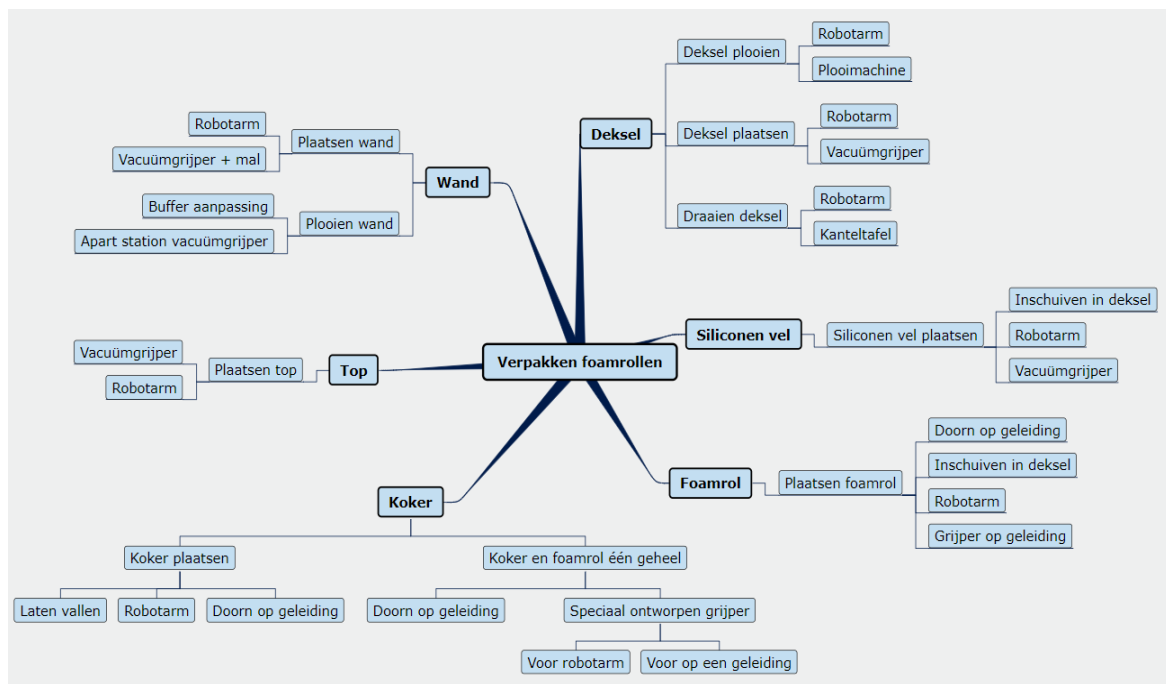 Verpakken foamrollen
Deksel
Deksel plooien
Robotarm
Plooimachine
Deksel plaatsen
Robotarm
Vacuümgrijper
Draaien deksel
Robotarm
Kanteltafel
Siliconen vel
Siliconen vel plaatsen
Inschuiven in deksel
Robotarm
Vacuümgrijper
Foamrol
Plaatsen foamrol
Doorn op geleiding
Inschuiven in deksel
Robotarm
Grijper op geleiding
Koker
Koker plaatsen
Laten vallen
Robotarm
Doorn op geleiding
Koker en foamrol één geheel
Doorn op geleiding
Speciaal ontworpen grijper
Voor robotarm
Voor op een geleiding
Top
Plaatsen top
Vacuümgrijper
Robotarm
Wand
Plaatsen wand
Robotarm
Vacuümgrijper + mal
Plooien wand
Buffer aanpassing
Apart station vacuümgrijper